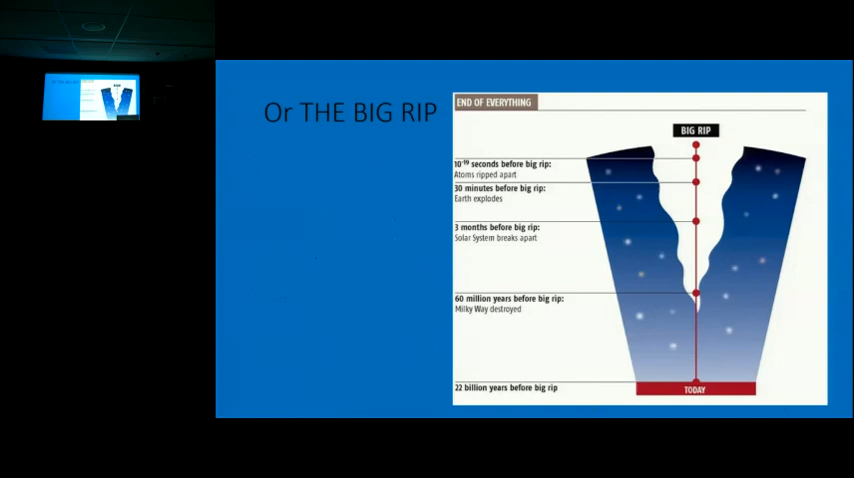 Or THE BIG RIP
END OF EVERYTHING
BIG RIP
10⁻¹⁹ seconds before big rip:
Atoms ripped apart
30 minutes before big rip:
Earth explodes
3 months before big rip:
Solar System breaks apart
60 million years before big rip:
Milky Way destroyed
22 billion years before big rip
TODAY